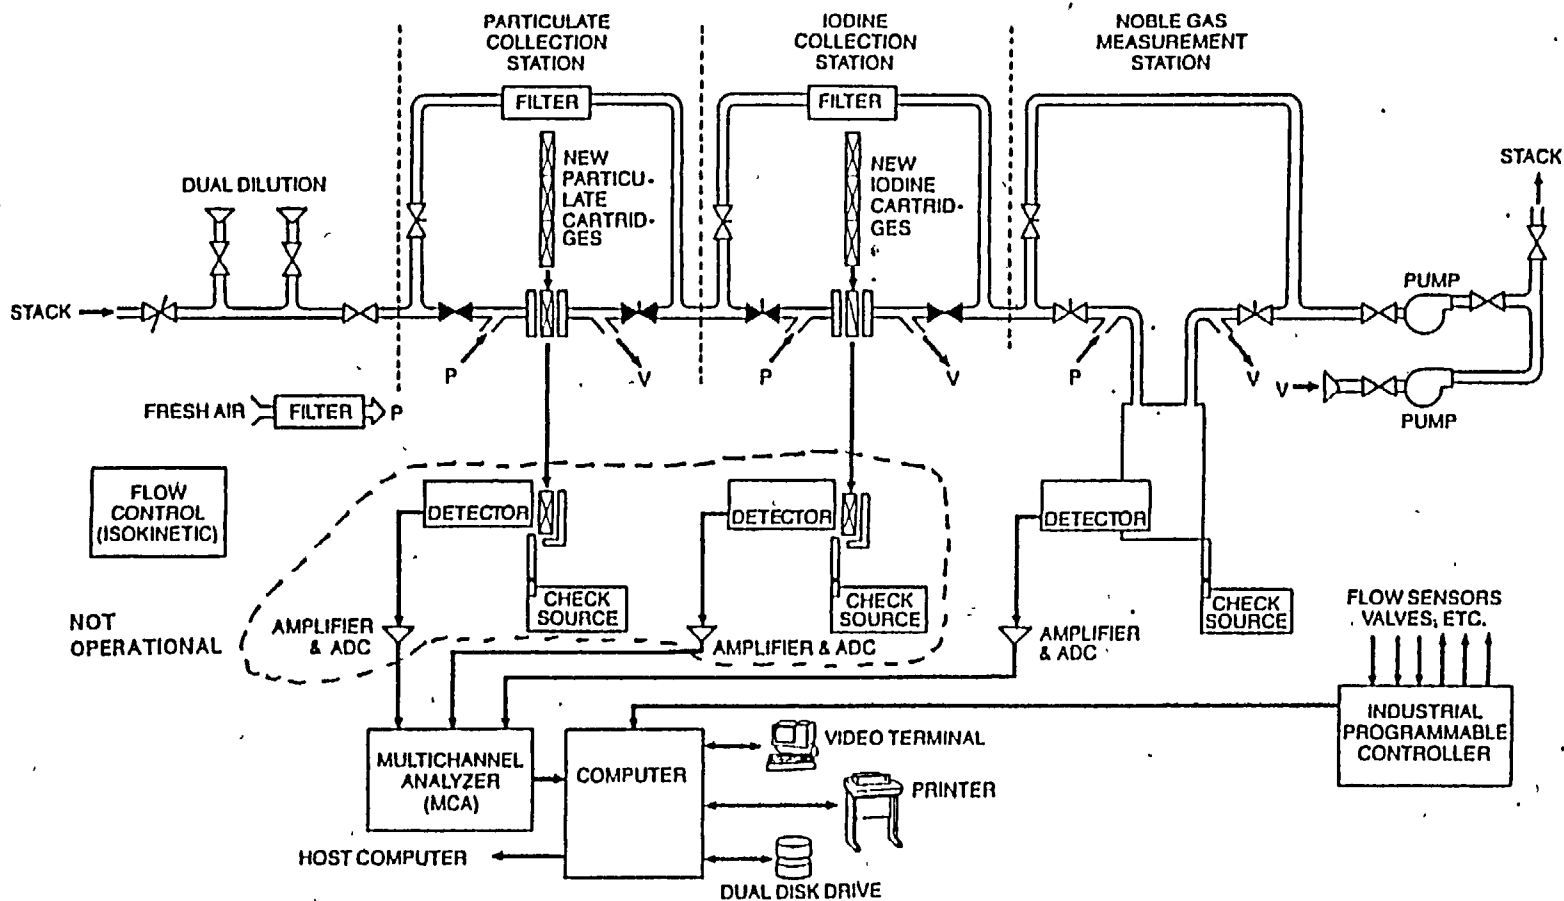 PARTICULATE
COLLECTION
STATION
IODINE
COLLECTION
STATION
NOBLE GAS
MEASUREMENT
STATION
FILTER
FILTER
NEW
PARTICU-
LATE
CARTRID-
GES
NEW
IODINE
CARTRID-
GES
STACK
DUAL DILUTION
PUMP
STACK
P
V
P
V
P
V
V
PUMP
FRESH AIR
FILTER
P
FLOW
CONTROL
(ISOKINETIC)
DETECTOR
DETECTOR
DETECTOR
CHECK
SOURCE
CHECK
SOURCE
CHECK
SOURCE
FLOW SENSORS
VALVES, ETC.
NOT
OPERATIONAL
AMPLIFIER
& ADC
AMPLIFIER & ADC
AMPLIFIER
& ADC
INDUSTRIAL
PROGRAMMABLE
CONTROLLER
MULTICHANNEL
ANALYZER
(MCA)
COMPUTER
VIDEO TERMINAL
PRINTER
HOST COMPUTER
DUAL DISK DRIVE